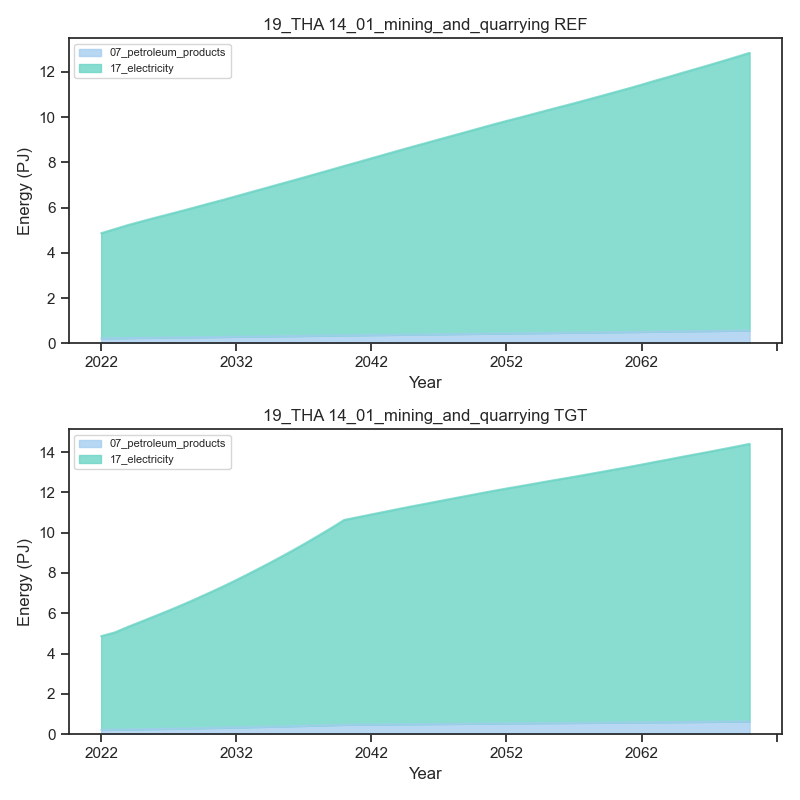 19_THA 14_01_mining_and_quarrying REF
07_petroleum_products
17_electricity
12
10
8
6
4
2
0
Energy (PJ)
2022 2032 2042 2052 2062
Year
19_THA 14_01_mining_and_quarrying TGT
07_petroleum_products
17_electricity
14
12
10
8
6
4
2
0
Energy (PJ)
2022 2032 2042 2052 2062
Year